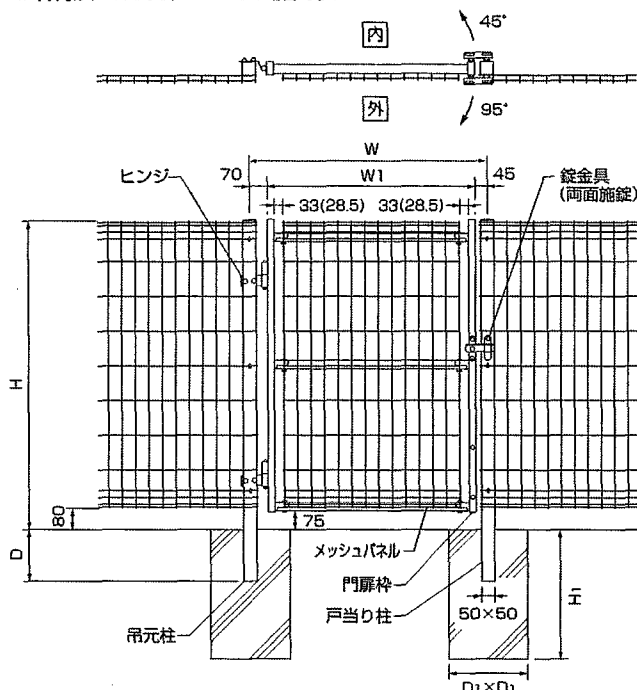 内
45°
外
95°
W
ヒンジ
70
W1
45
錠金具
(両面施錠)
33(28.5)
33(28.5)
H
80
75
D
メッシュパネル
門扉枠
戸当り柱
吊元柱
50×50
H1
D1×D1